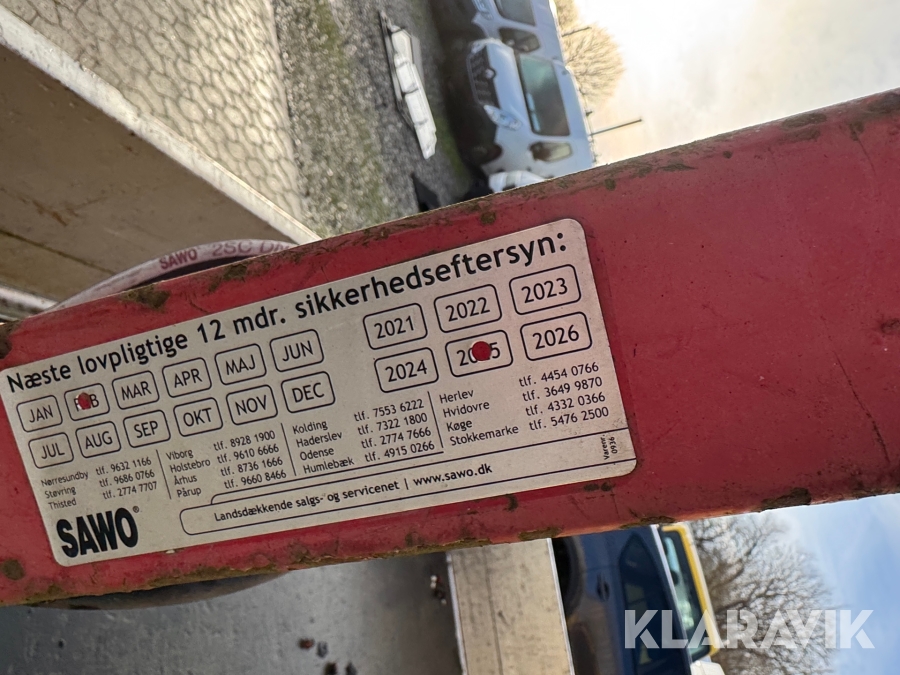 SAWO 2SC
Næste lovpligtige 12 mdr. sikkerhedseftersyn:
JAN FEB MAR APR MAJ JUN
JUL AUG SEP OKT NOV DEC
2021 2022 2023
2024 2025 2026
Nørresundby tlf. 9632 1166
Støvring tlf. 9686 0766
Thisted tlf. 2774 7707
Viborg tlf. 8928 1900
Holstebro tlf. 9610 6666
Århus tlf. 8736 1666
Pårup tlf. 9660 8466
Kolding tlf. 7553 6222
Haderslev tlf. 7322 1800
Odense tlf. 2774 7666
Humlebæk tlf. 4915 0266
Herlev tlf. 4454 0766
Hvidovre tlf. 3649 9870
Køge tlf. 4332 0366
Stokkemarke tlf. 5476 2500
SAWO®
Landsdækkende salgs- og servicenet | www.sawo.dk
Varenr. 0936
KLARAVIK